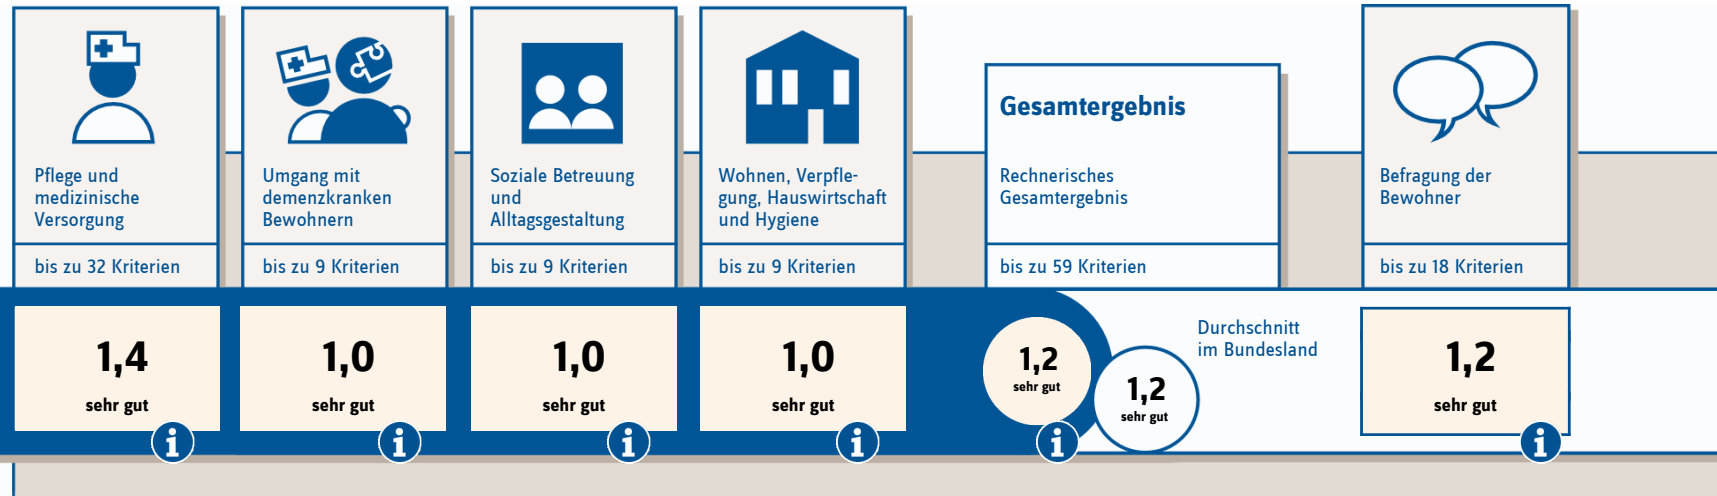 Pflege und
medizinische
Versorgung
bis zu 32 Kriterien
1,4
sehr gut
i
Umgang mit
demenzkranken
Bewohnern
bis zu 9 Kriterien
1,0
sehr gut
i
Soziale Betreuung
und
Alltagsgestaltung
bis zu 9 Kriterien
1,0
sehr gut
i
Wohnen, Verpfle-
gung, Hauswirtschaft
und Hygiene
bis zu 9 Kriterien
1,0
sehr gut
i
Gesamtergebnis
Rechnerisches
Gesamtergebnis
bis zu 59 Kriterien
1,2
sehr gut
i
Durchschnitt
im Bundesland
1,2
sehr gut
Befragung der
Bewohner
bis zu 18 Kriterien
1,2
sehr gut
i